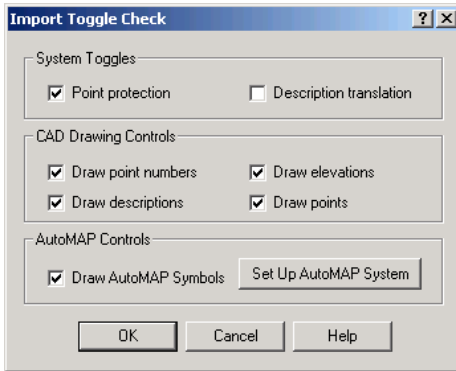 Import Toggle Check
System Toggles
Point protection
Description translation
CAD Drawing Controls
Draw point numbers
Draw elevations
Draw descriptions
Draw points
AutoMAP Controls
Draw AutoMAP Symbols
Set Up AutoMAP System
OK
Cancel
Help